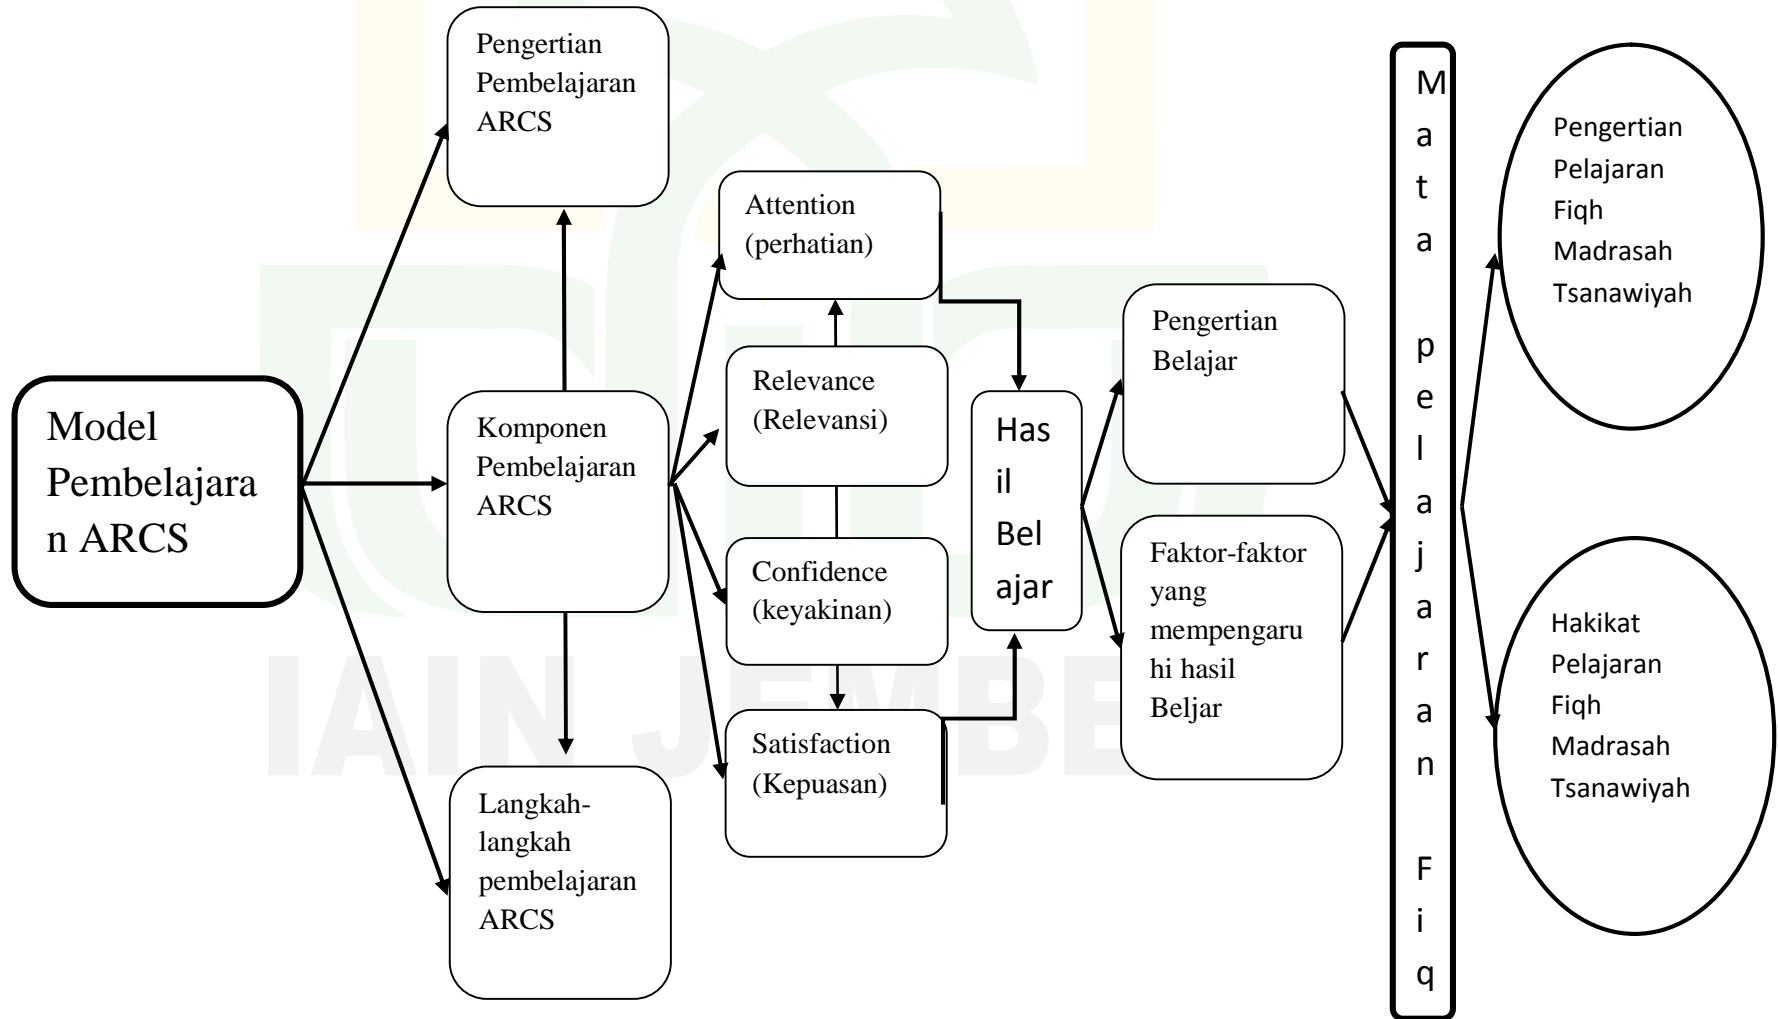 Model
Pembelajara
n ARCS
Pengertian
Pembelajaran
ARCS
Komponen
Pembelajaran
ARCS
Langkah-
langkah
pembelajaran
ARCS
Attention
(perhatian)
Relevance
(Relevansi)
Confidence
(keyakinan)
Satisfaction
(Kepuasan)
Has
il
Bel
ajar
Pengertian
Belajar
Faktor-faktor
yang
mempengaru
hi hasil
Beljar
M
a
t
a
p
e
l
a
j
a
r
a
n
F
i
q
Pengertian
Pelajaran
Fiqh
Madrasah
Tsanawiyah
Hakikat
Pelajaran
Fiqh
Madrasah
Tsanawiyah
IAIN JEMBE